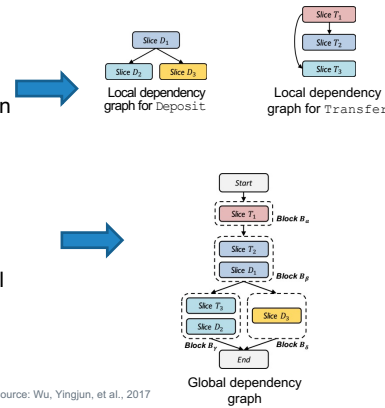 Slice T1
Slice D1
Slice T2
Slice D2
Slice D3
Slice T3
n
Local dependency
graph for Deposit
Local dependency
graph for Transfer
Start
Slice T1
Block Bα
Slice T2
Slice D1
Block Bβ
l
Slice T3
Slice D3
Slice D2
Block Bγ
Block Bδ
End
Global dependency
graph
ource: Wu, Yingjun, et al., 2017